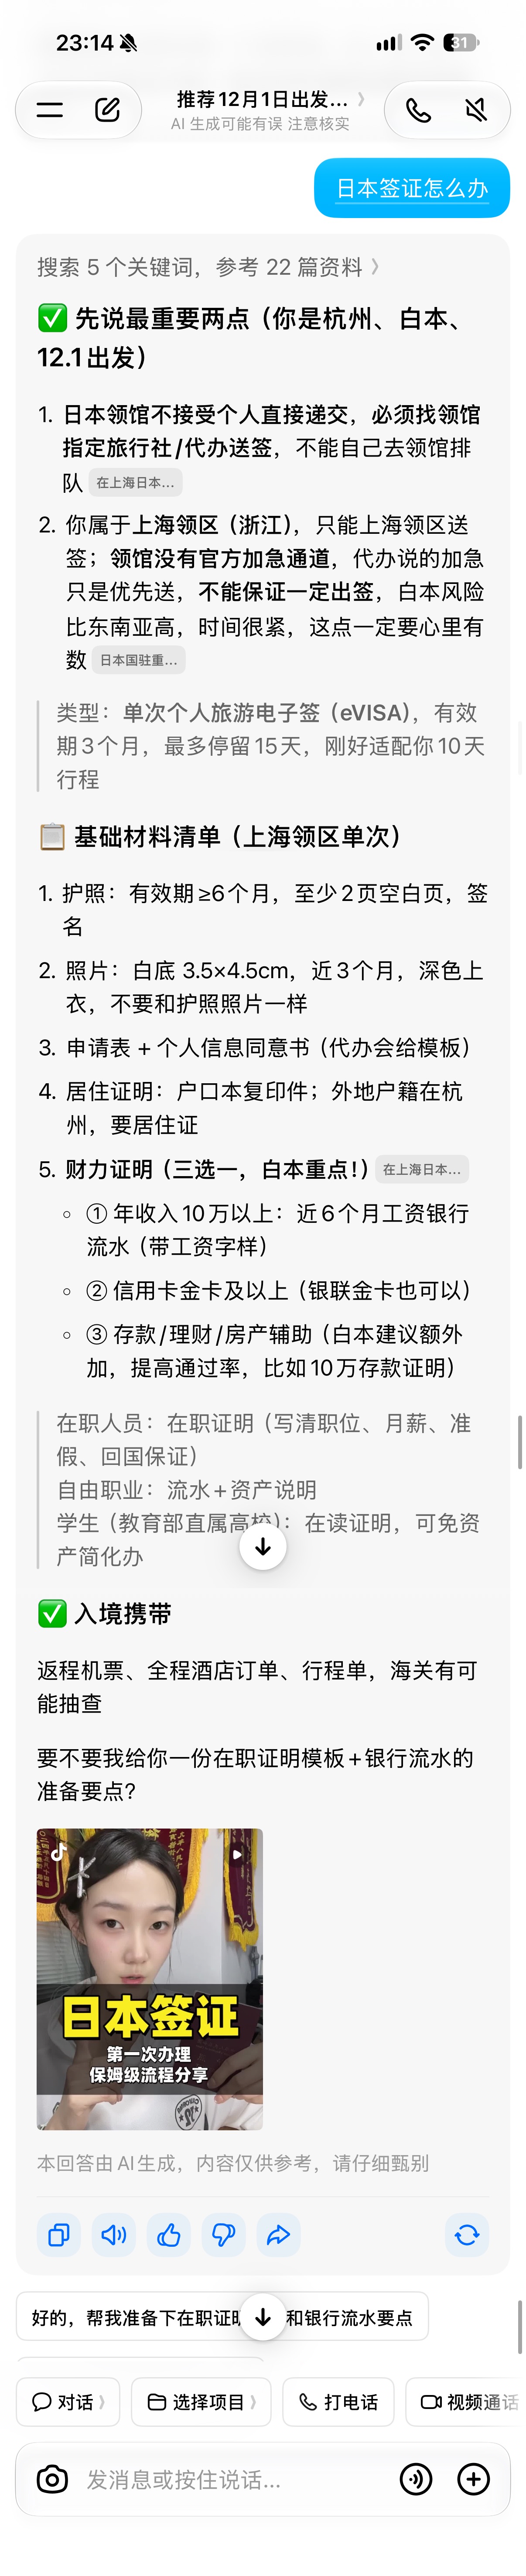 23:14
31
推荐12月1日出发...
AI 生成可能有误 注意核实
日本签证怎么办
搜索 5 个关键词，参考 22 篇资料
✅ 先说最重要两点（你是杭州、白本、
12.1出发）
1. 日本领馆不接受个人直接递交，必须找领馆
指定旅行社/代办送签，不能自己去领馆排
队 在上海日本...
2. 你属于上海领区（浙江），只能上海领区送
签；领馆没有官方加急通道，代办说的加急
只是优先送，不能保证一定出签，白本风险
比东南亚高，时间很紧，这点一定要心里有
数 日本国驻重...
类型：单次个人旅游电子签（eVISA），有效
期3个月，最多停留15天，刚好适配你10天
行程
📋 基础材料清单（上海领区单次）
1. 护照：有效期≥6个月，至少2页空白页，签
名
2. 照片：白底 3.5×4.5cm，近3个月，深色上
衣，不要和护照照片一样
3. 申请表 + 个人信息同意书（代办会给模板）
4. 居住证明：户口本复印件；外地户籍在杭
州，要居住证
5. 财力证明（三选一，白本重点！） 在上海日本...
① 年收入10万以上：近6个月工资银行
流水（带工资字样）
② 信用卡金卡及以上（银联金卡也可以）
③ 存款/理财/房产辅助（白本建议额外
加，提高通过率，比如10万存款证明）
在职人员：在职证明（写清职位、月薪、准
假、回国保证）
自由职业：流水+资产说明
学生（教育部直属高校）：在读证明，可免资
产简化办
✅ 入境携带
返程机票、全程酒店订单、行程单，海关有可
能抽查
要不要我给你一份在职证明模板+银行流水的
准备要点？
日本签证
第一次办理
保姆级流程分享
本回答由AI生成，内容仅供参考，请仔细甄别
好的，帮我准备下在职证明 和银行流水要点
对话
选择项目
打电话
视频通话
发消息或按住说话...